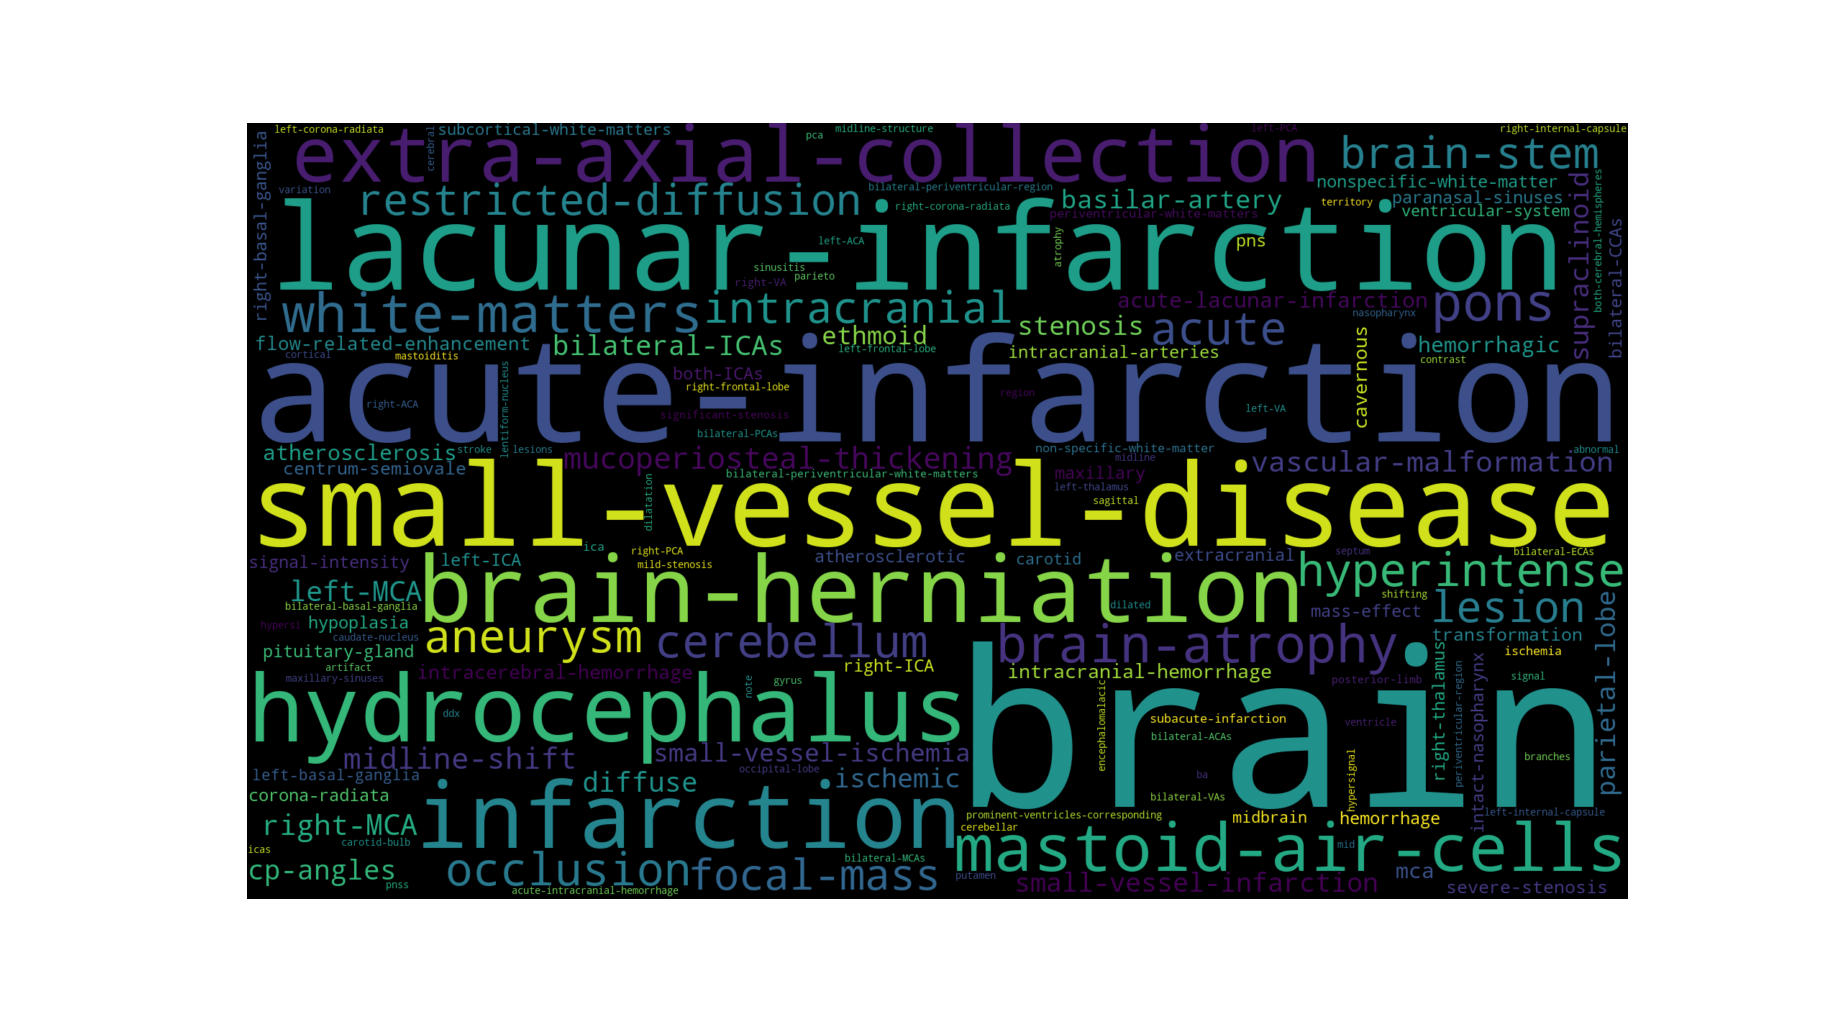 left-corona-radiata
subcortical-white-matters
midline-structure
left-PCA
right-internal-capsule
cerebral
pca
extra-axial-collection
brain-stem
right-basal-ganglia
variation
restricted-diffusion
bilateral-periventricular-region
basilar-artery
nonspecific-white-matter
paranasal-sinuses
supraclinoid
both-cerebral-hemispheres
right-corona-radiata
periventricular-white-matters
territory
ventricular-system
lacunar-infarction
left-ACA
atrophy
pns
sinusitis
parieto
right-VA
bilateral-CCAs
white-matters
intracranial
acute-lacunar-infarction
pons
nasopharynx
flow-related-enhancement
bilateral-ICAs
ethmoid
stenosis
acute
hemorrhagic
cortical
mastoiditis
left-frontal-lobe
intracranial-arteries
cavernous
contrast
acute-infarction
lentiform-nucleus
both-ICAs
right-frontal-lobe
region
right-ACA
significant-stenosis
left-VA
bilateral-PCAs
atherosclerosis
stroke
lesions
non-specific-white-matter
abnormal
centrum-semiovale
mucoperiosteal-thickening
midline
vascular-malformation
bilateral-periventricular-white-matters
maxillary
small-vessel-disease
dilatation
left-thalamus
sagittal
signal-intensity
left-ICA
ica
right-PCA
mild-stenosis
atherosclerotic
carotid
extracranial
septum
bilateral-ECAs
brain-herniation
hyperintense
left-MCA
bilateral-basal-ganglia
dilated
shifting
mass-effect
lesion
parietal-lobe
hypersi
hypoplasia
caudate-nucleus
aneurysm
cerebellum
brain-atrophy
transformation
pituitary-gland
artifact
right-ICA
ischemia
maxillary-sinuses
intracerebral-hemorrhage
note
gyrus
intracranial-hemorrhage
posterior-limb
right-thalamus
periventricular-region
intact-nasopharynx
signal
hydrocephalus
ddx
encephalomalacic
brain
subacute-infarction
ventricle
bilateral-ACAs
midline-shift
small-vessel-ischemia
branches
left-basal-ganglia
occipital-lobe
diffuse
ischemic
ba
hypersignal
corona-radiata
infarction
bilateral-VAs
right-MCA
prominent-ventricles-corresponding
midbrain
hemorrhage
left-internal-capsule
cerebellar
carotid-bulb
icas
mastoid-air-cells
mid
cp-angles
occlusion
bilateral-MCAs
focal-mass
putamen
mca
pnss
acute-intracranial-hemorrhage
small-vessel-infarction
severe-stenosis